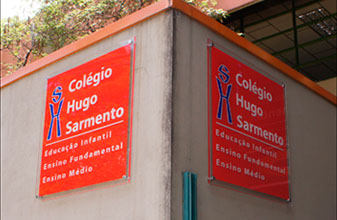 Colégio
Hugo
Sarmento
Educação Infantil
Ensino Fundamental
Ensino Médio
Colégio
Hugo
Sarmento
Educação Infantil
Ensino Fundamental
Ensino Médio